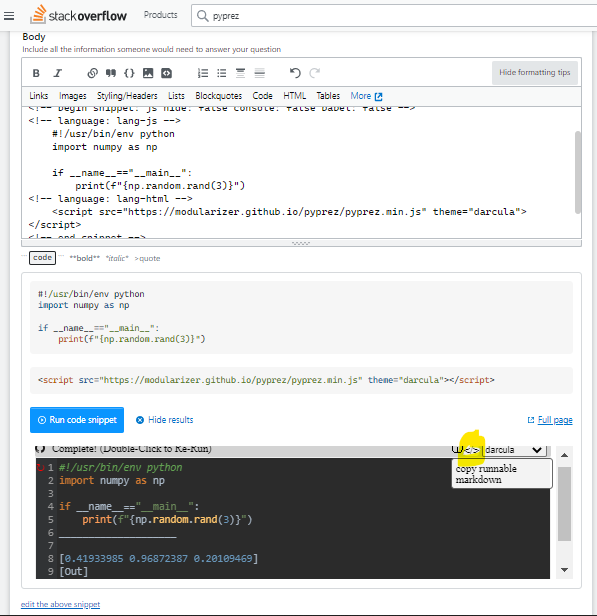 stackoverflow
Products
pyprez
Body
Include all the information someone would need to answer your question
B I
Hide formatting tips
Links Images Styling/Headers Lists Blockquotes Code HTML Tables More
<!-- begin snippet: js hide: false console: false babel: false -->
<!-- language: lang-js -->
#!/usr/bin/env python
import numpy as np
if __name__=="__main__":
print(f"{np.random.rand(3)}")
<!-- language: lang-html -->
<script src="https://modularizer.github.io/pyprez/pyprez.min.js" theme="darcula">
</script>
<!-- end snippet -->
code **bold** *italic* >quote
#!/usr/bin/env python
import numpy as np
if __name__=="__main__":
print(f"{np.random.rand(3)}")
<script src="https://modularizer.github.io/pyprez/pyprez.min.js" theme="darcula"></script>
Run code snippet
Hide results
Full page
Complete! (Double-Click to Re-Run)
</>
darcula
copy runnable
markdown
1 #!/usr/bin/env python
2 import numpy as np
3
4 if __name__=="__main__":
5 print(f"{np.random.rand(3)}")
6 ____________________
7
8 [0.41933985 0.96872387 0.20109469]
9 [Out]
edit the above snippet